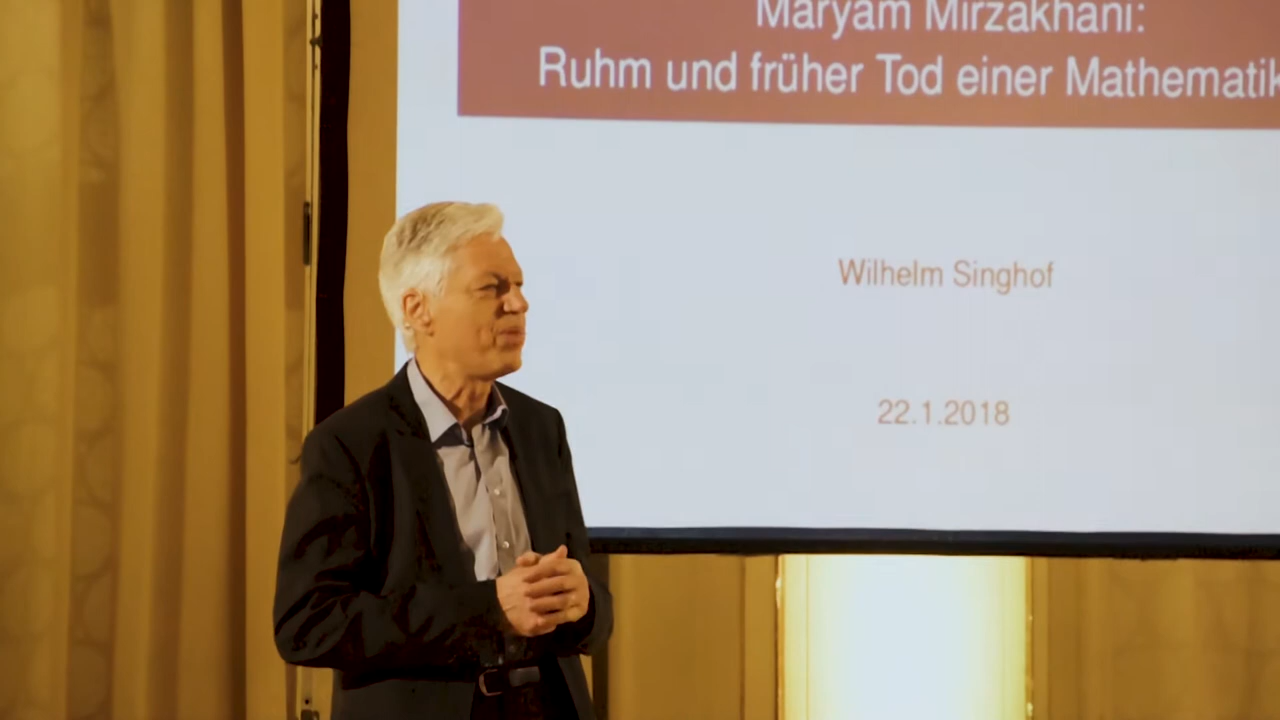 Maryam Mirzakhani:
Ruhm und früher Tod einer Mathematik
Wilhelm Singhof
22.1.2018